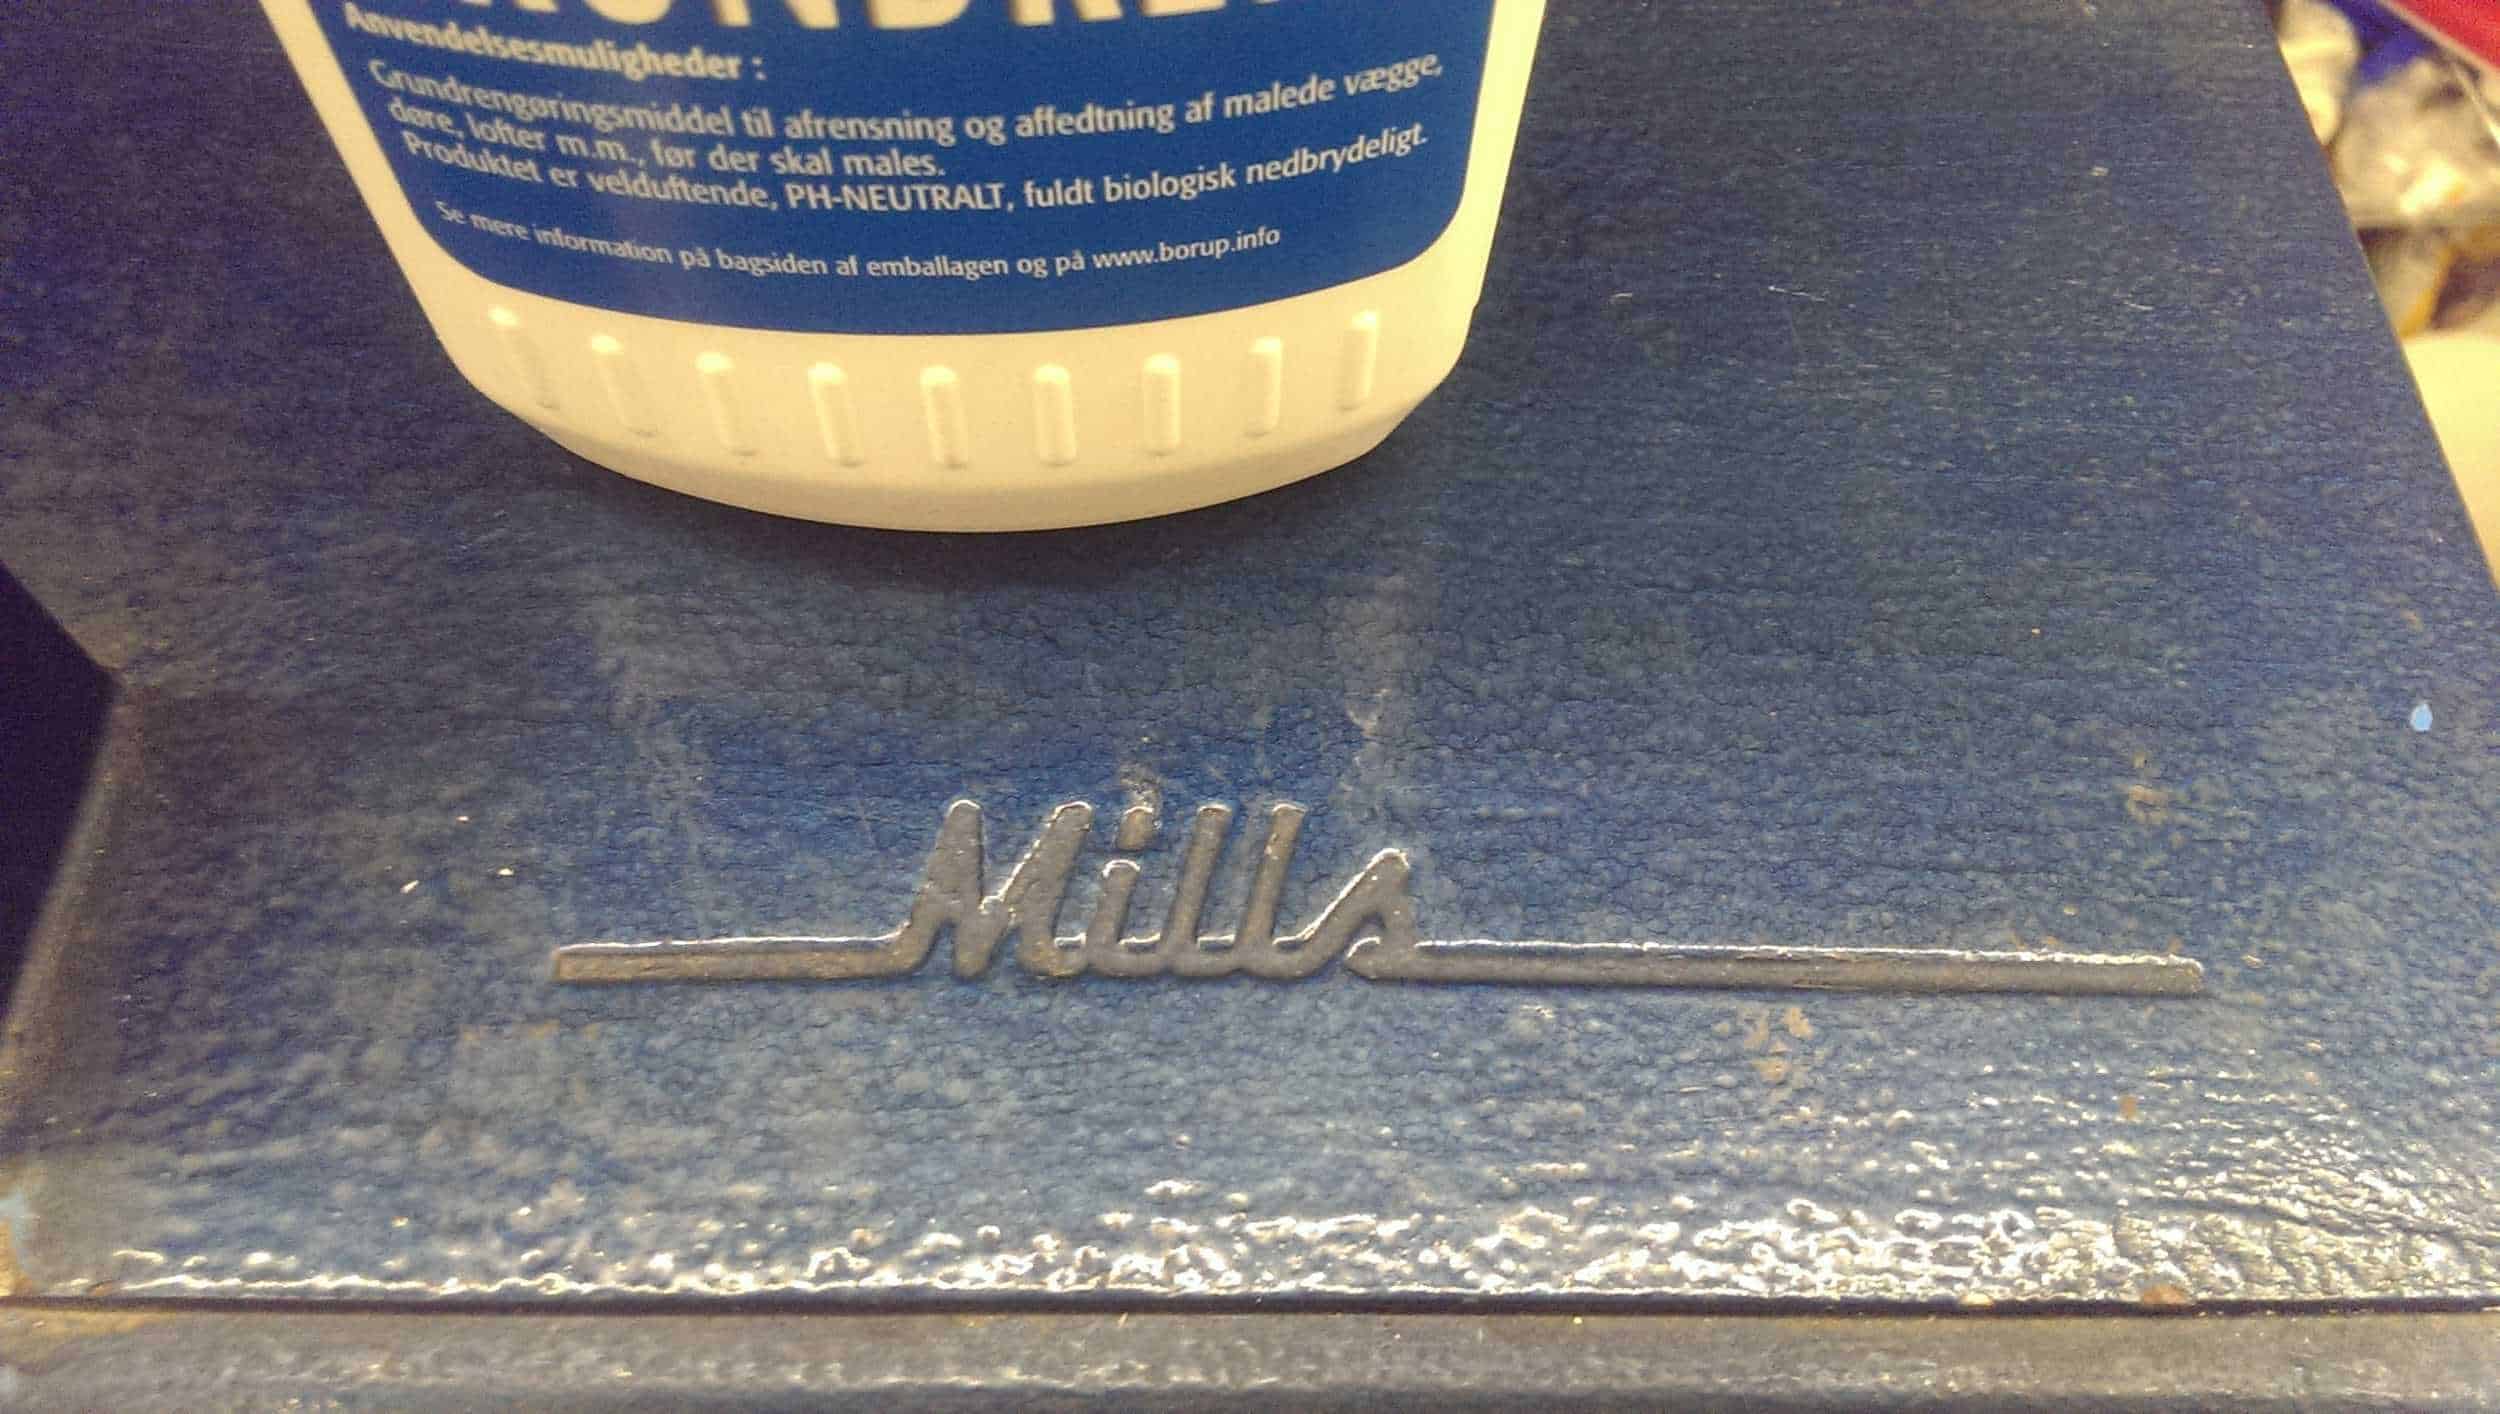 Anvendelsesmuligheder :
Grundrengøringsmiddel til afrensning og affedtning af malede vægge,
døre, lofter m.m., før der skal males.
Produktet er velduftende, PH-NEUTRALT, fuldt biologisk nedbrydeligt.
Se mere information på bagsiden af emballagen og på www.borup.info
Mills